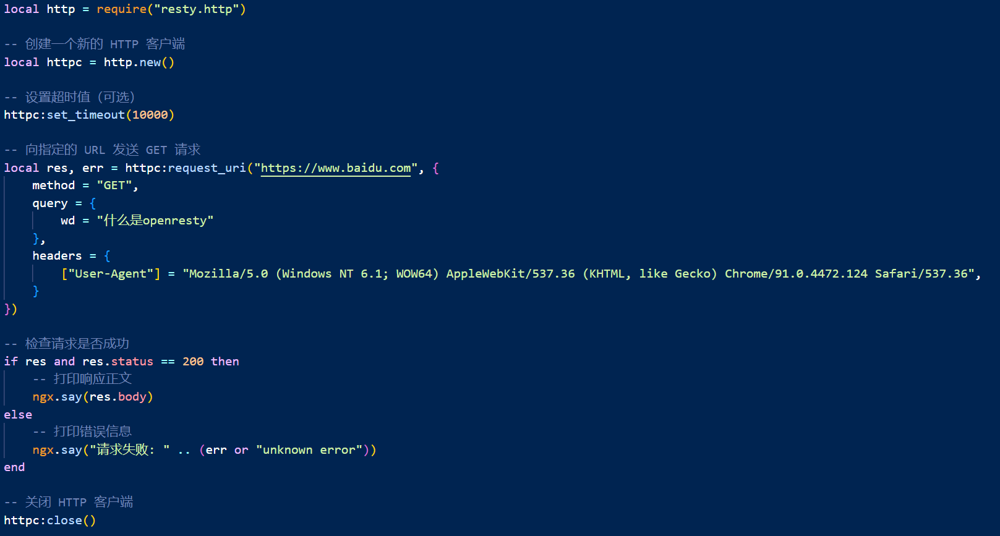 local http = require("resty.http")
-- 创建一个新的 HTTP 客户端
local httpc = http.new()
-- 设置超时值（可选）
httpc:set_timeout(10000)
-- 向指定的 URL 发送 GET 请求
local res, err = httpc:request_uri("https://www.baidu.com", {
    method = "GET",
    query = {
        wd = "什么是openresty"
    },
    headers = {
        ["User-Agent"] = "Mozilla/5.0 (Windows NT 6.1; WOW64) AppleWebKit/537.36 (KHTML, like Gecko) Chrome/91.0.4472.124 Safari/537.36",
    }
})
-- 检查请求是否成功
if res and res.status == 200 then
    -- 打印响应正文
    ngx.say(res.body)
else
    -- 打印错误信息
    ngx.say("请求失败: " .. (err or "unknown error"))
end
-- 关闭 HTTP 客户端
httpc:close()